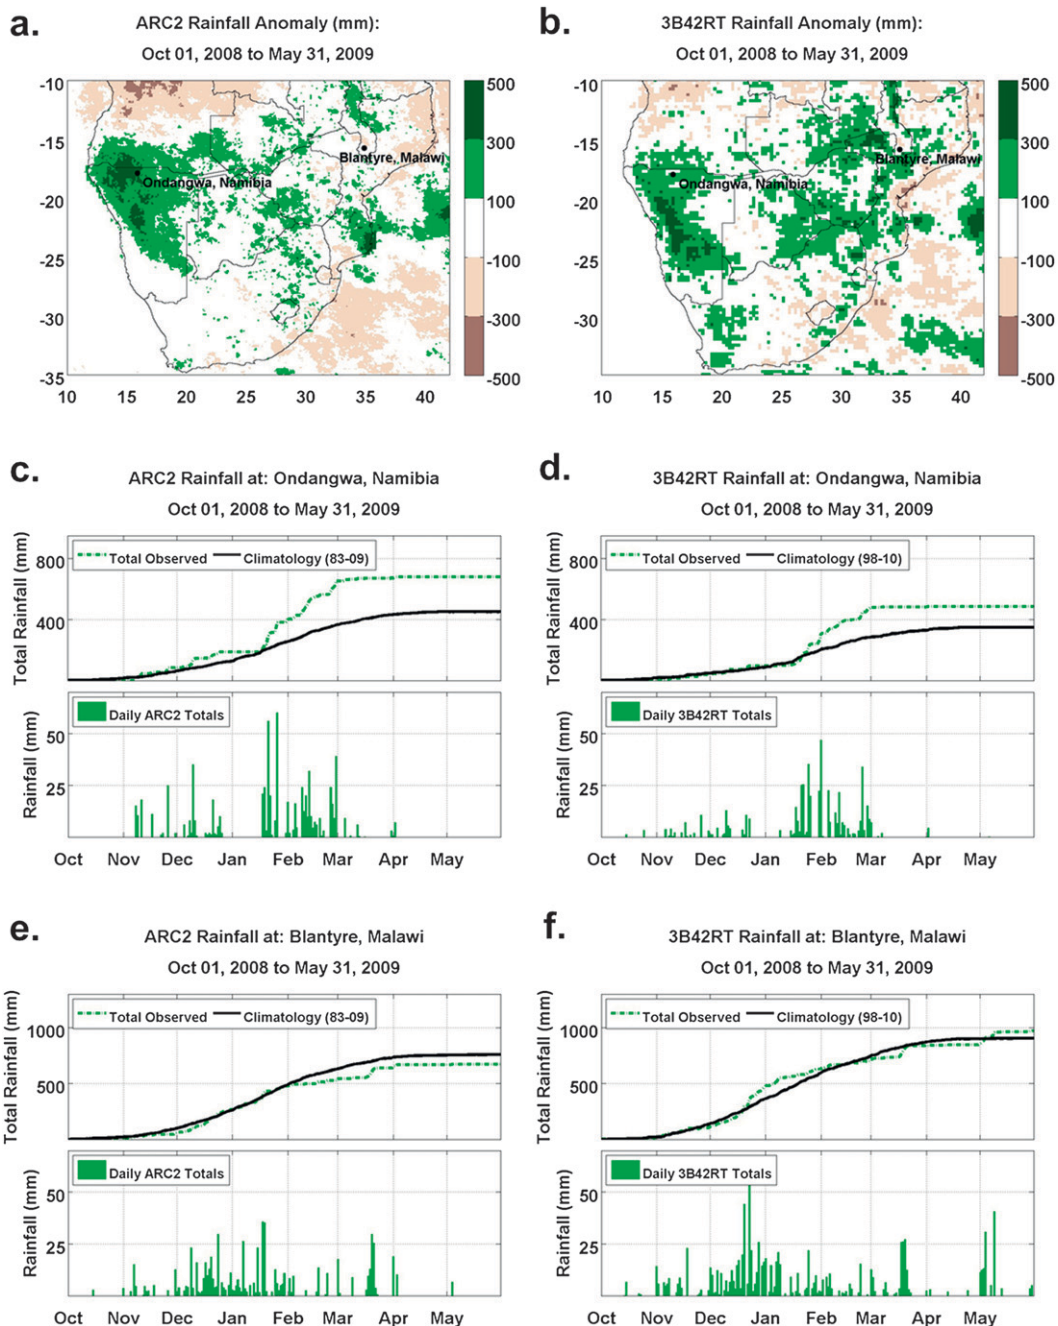 a.
ARC2 Rainfall Anomaly (mm):
Oct 01, 2008 to May 31, 2009
-10
-15
-20
-25
-30
-35
10 15 20 25 30 35 40
500
300
100
-100
-300
-500
Blantyre, Malawi
Ondangwa, Namibia
b.
3B42RT Rainfall Anomaly (mm):
Oct 01, 2008 to May 31, 2009
-10
-15
-20
-25
-30
-35
10 15 20 25 30 35 40
500
300
100
-100
-300
-500
Blantyre, Malawi
Ondangwa, Namibia
c.
ARC2 Rainfall at: Ondangwa, Namibia
Oct 01, 2008 to May 31, 2009
Total Rainfall (mm)
800
400
Total Observed Climatology (83-09)
Rainfall (mm)
50
25
Daily ARC2 Totals
Oct Nov Dec Jan Feb Mar Apr May
d.
3B42RT Rainfall at: Ondangwa, Namibia
Oct 01, 2008 to May 31, 2009
Total Rainfall (mm)
800
400
Total Observed Climatology (98-10)
Rainfall (mm)
50
25
Daily 3B42RT Totals
Oct Nov Dec Jan Feb Mar Apr May
e.
ARC2 Rainfall at: Blantyre, Malawi
Oct 01, 2008 to May 31, 2009
Total Rainfall (mm)
1000
500
Total Observed Climatology (83-09)
Rainfall (mm)
50
25
Daily ARC2 Totals
Oct Nov Dec Jan Feb Mar Apr May
f.
3B42RT Rainfall at: Blantyre, Malawi
Oct 01, 2008 to May 31, 2009
Total Rainfall (mm)
1000
500
Total Observed Climatology (98-10)
Rainfall (mm)
50
25
Daily 3B42RT Totals
Oct Nov Dec Jan Feb Mar Apr May